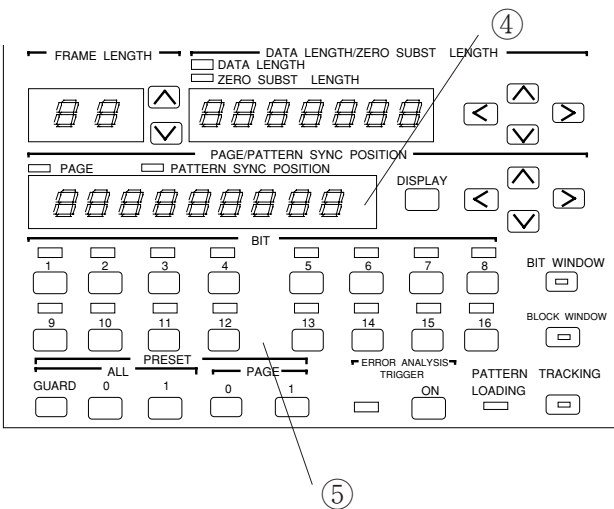 ④
FRAME LENGTH DATA LENGTH/ZERO SUBST LENGTH
DATA LENGTH
ZERO SUBST LENGTH
88 8888888
PAGE/PATTERN SYNC POSITION
PAGE PATTERN SYNC POSITION
DISPLAY
888888888
BIT
1 2 3 4 5 6 7 8
BIT WINDOW
9 10 11 12 13 14 15 16
BLOCK WINDOW
PRESET
ALL PAGE
ERROR ANALYSIS
TRIGGER
GUARD 0 1 0 1 ON
PATTERN
LOADING
TRACKING
⑤